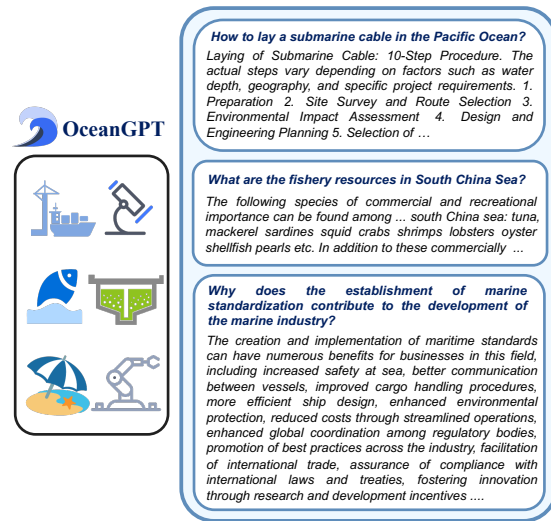 OceanGPT
How to lay a submarine cable in the Pacific Ocean?
Laying of Submarine Cable: 10-Step Procedure. The
actual steps vary depending on factors such as water
depth, geography, and specific project requirements. 1.
Preparation 2. Site Survey and Route Selection 3.
Environmental Impact Assessment 4. Design and
Engineering Planning 5. Selection of …
What are the fishery resources in South China Sea?
The following species of commercial and recreational
importance can be found among ... south China sea: tuna,
mackerel sardines squid crabs shrimps lobsters oyster
shellfish pearls etc. In addition to these commercially ...
Why does the establishment of marine
standardization contribute to the development of
the marine industry?
The creation and implementation of maritime standards
can have numerous benefits for businesses in this field,
including increased safety at sea, better communication
between vessels, improved cargo handling procedures,
more efficient ship design, enhanced environmental
protection, reduced costs through streamlined operations,
enhanced global coordination among regulatory bodies,
promotion of best practices across the industry, facilitation
of international trade, assurance of compliance with
international laws and treaties, fostering innovation
through research and development incentives ....